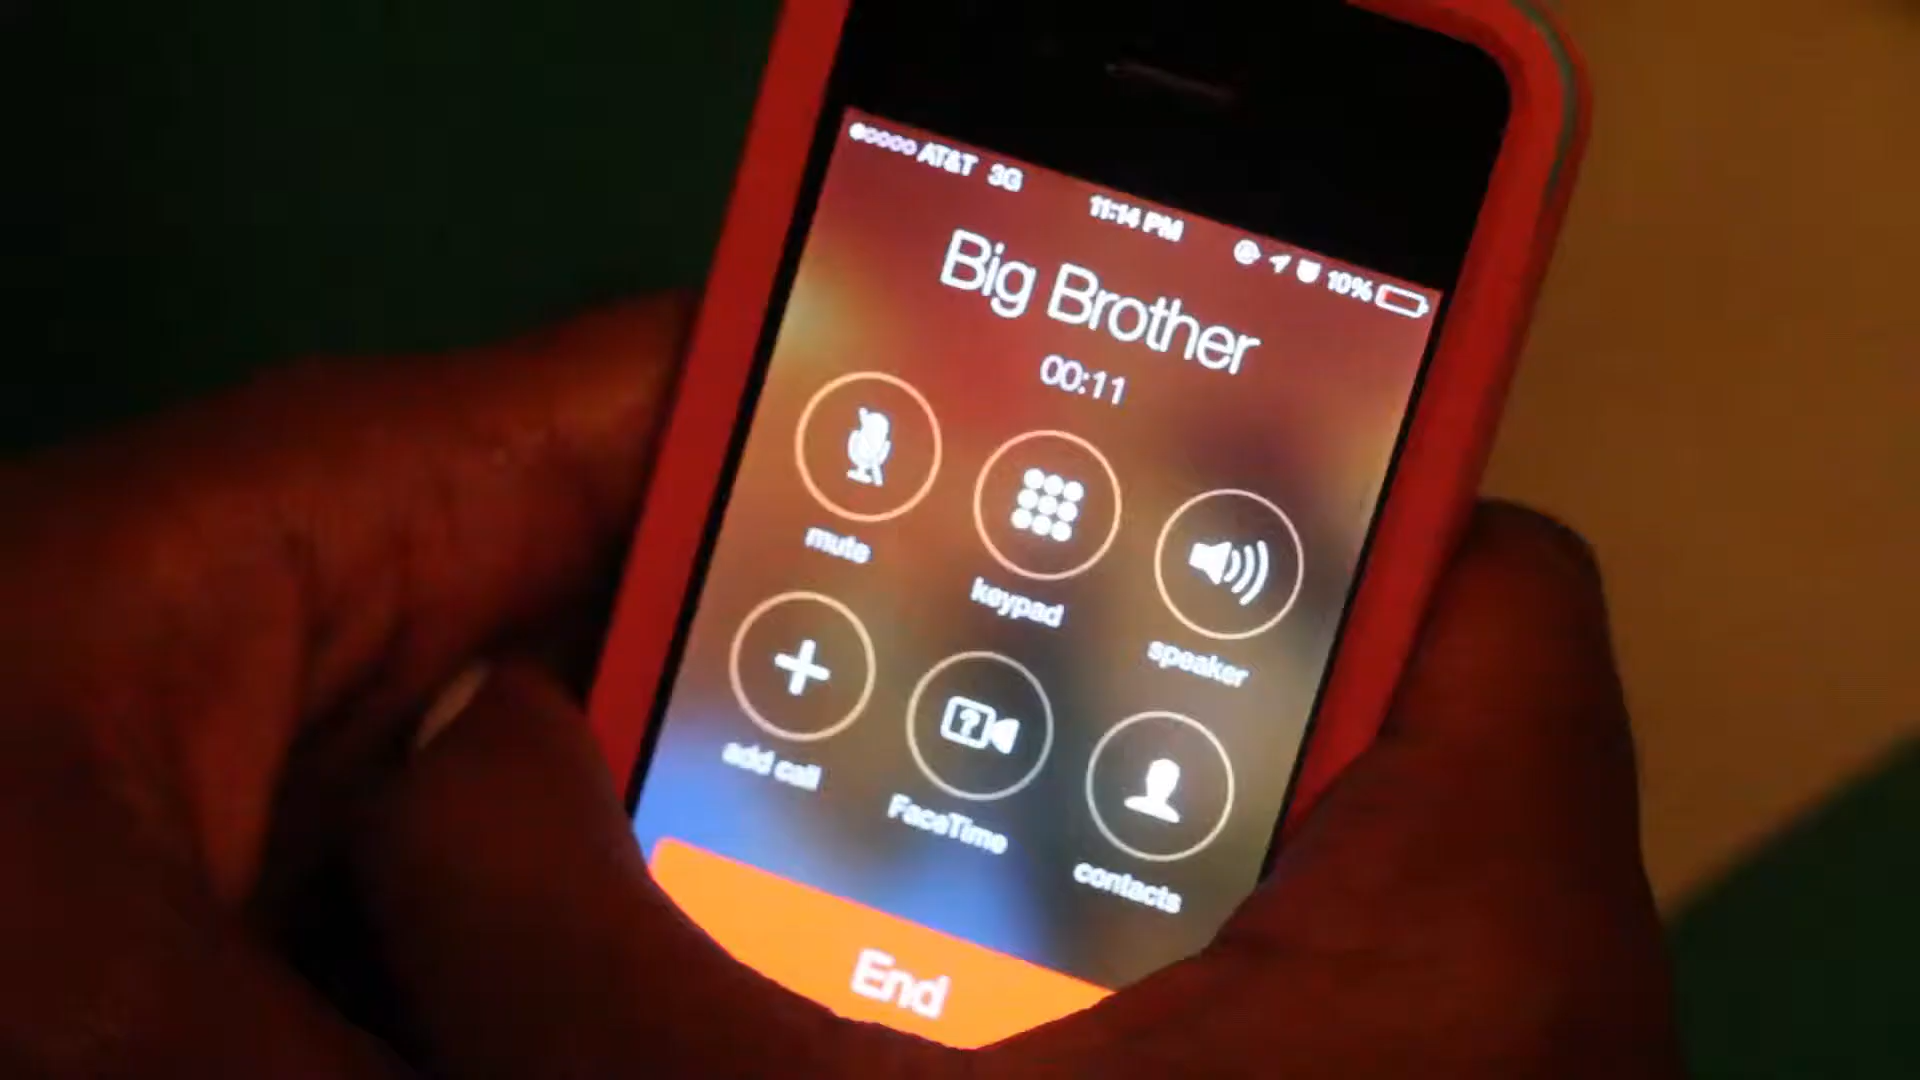 AT&T 3G 11:14 PM 10%
Big Brother
00:11
mute keypad speaker
add call FaceTime contacts
End